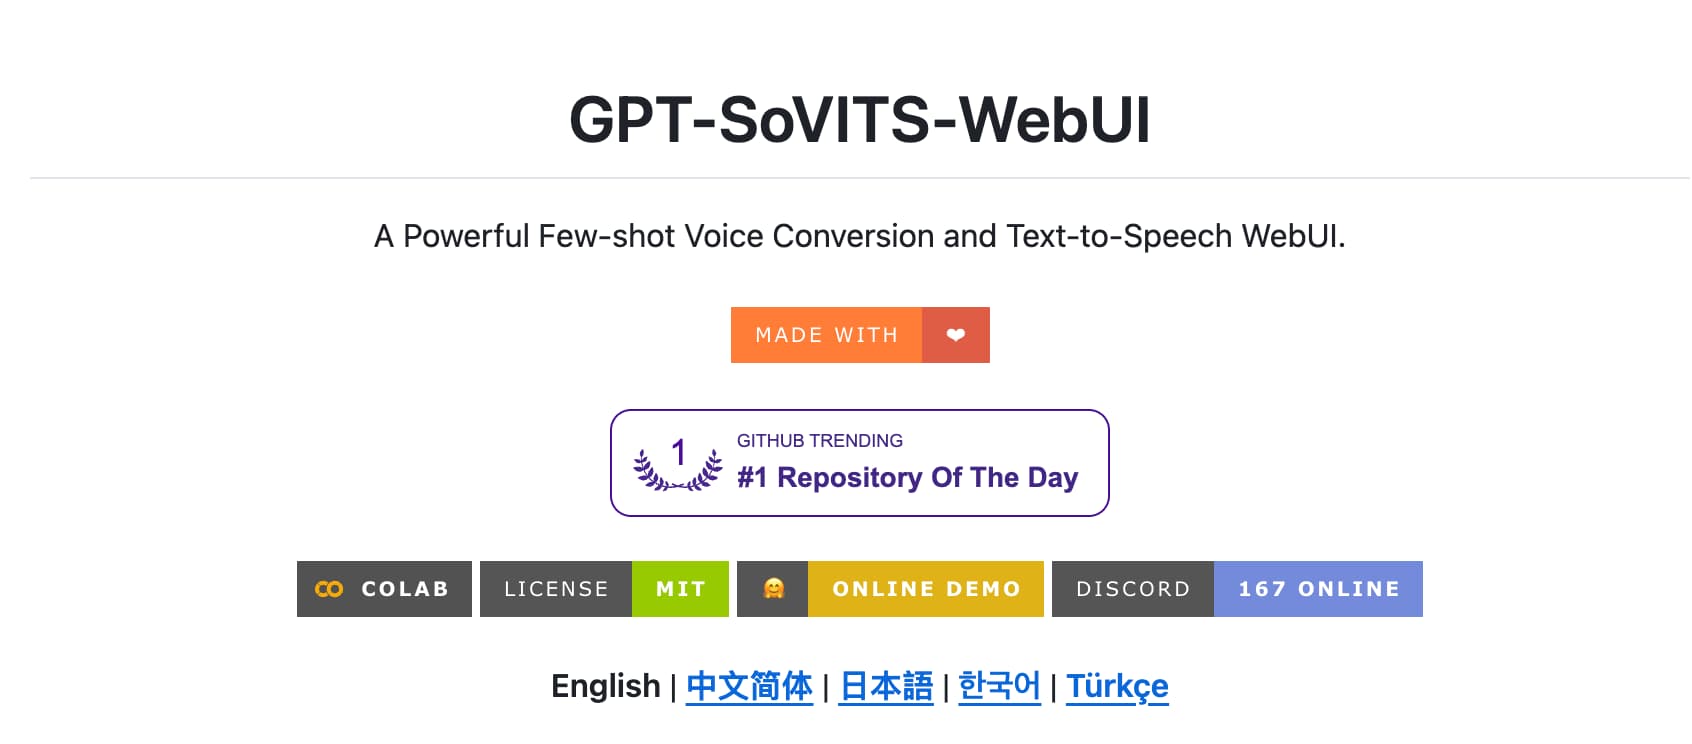 GPT-SoVITS-WebUI
A Powerful Few-shot Voice Conversion and Text-to-Speech WebUI.
MADE WITH ❤
1
GITHUB TRENDING
#1 Repository Of The Day
CO COLAB LICENSE MIT 🤗 ONLINE DEMO DISCORD 167 ONLINE
English | 中文简体 | 日本語 | 한국어 | Türkçe